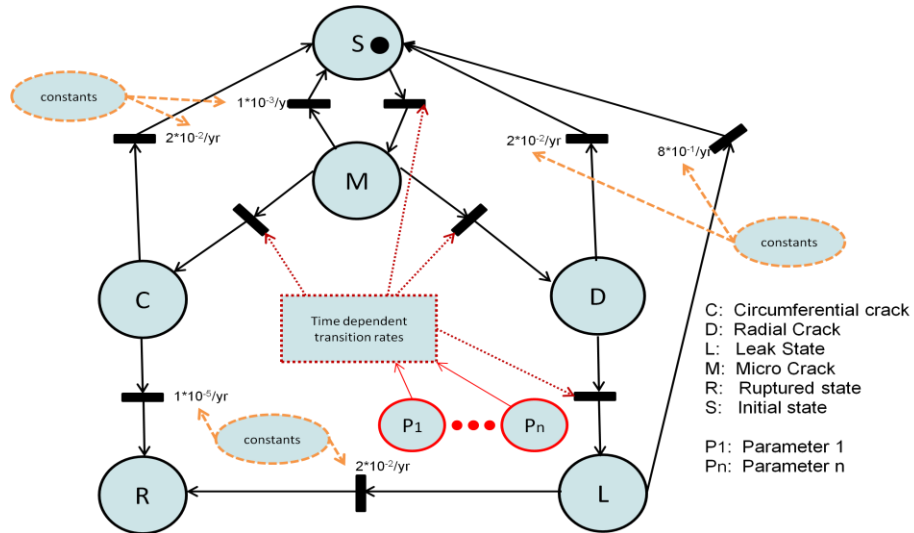 S
constants
1*10-3/y
2*10-2/yr
2*10-2/yr
8*10-1/yr
M
constants
C
D
Time dependent
transition rates
C: Circumferential crack
D: Radial Crack
L: Leak State
M: Micro Crack
R: Ruptured state
S: Initial state
P1: Parameter 1
Pn: Parameter n
1*10-5/yr
P1
Pn
constants
2*10-2/yr
R
L